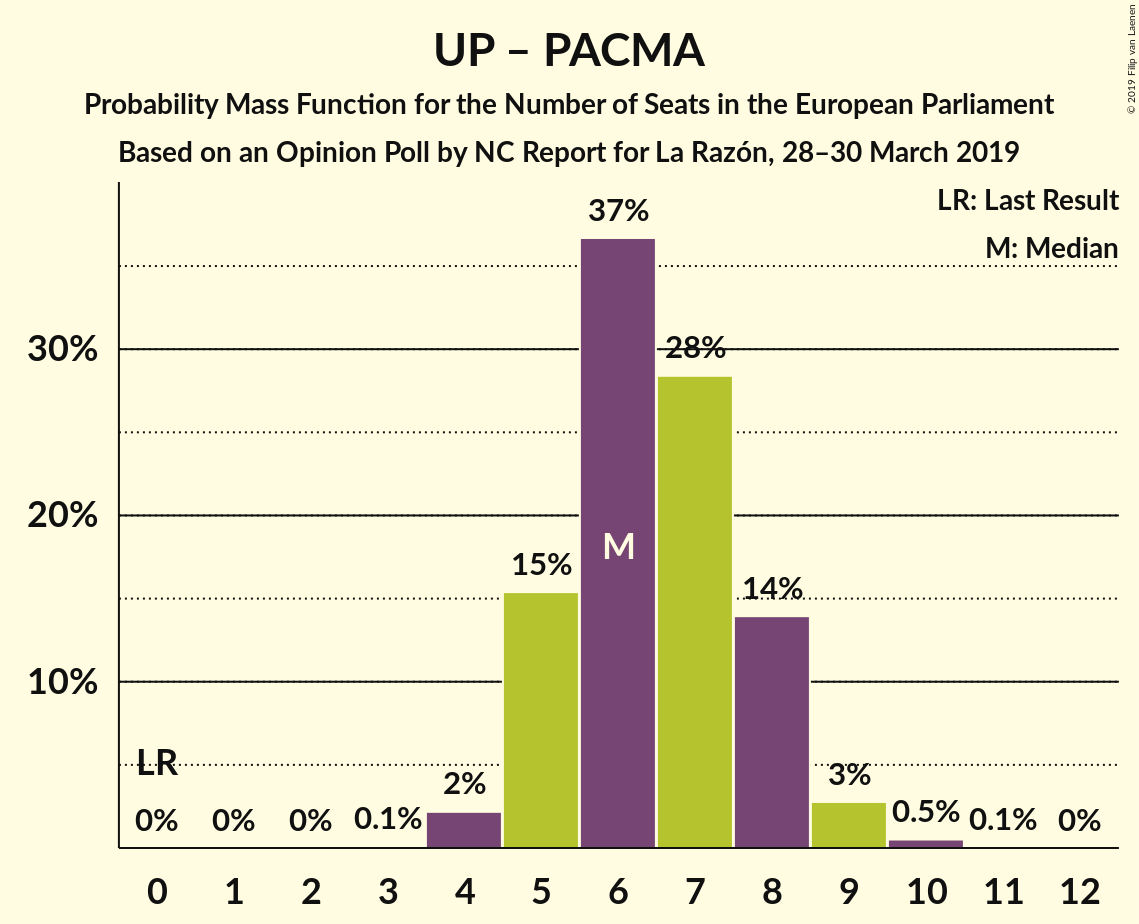 UP – PACMA
Probability Mass Function for the Number of Seats in the European Parliament
Based on an Opinion Poll by NC Report for La Razón, 28–30 March 2019
© 2019 Filip van Laenen
LR: Last Result
M: Median
37%
30%
28%
20%
15%
M
14%
10%
LR
0%
0%
0%
0.1%
2%
3%
0.5%
0.1%
0%
0 1 2 3 4 5 6 7 8 9 10 11 12